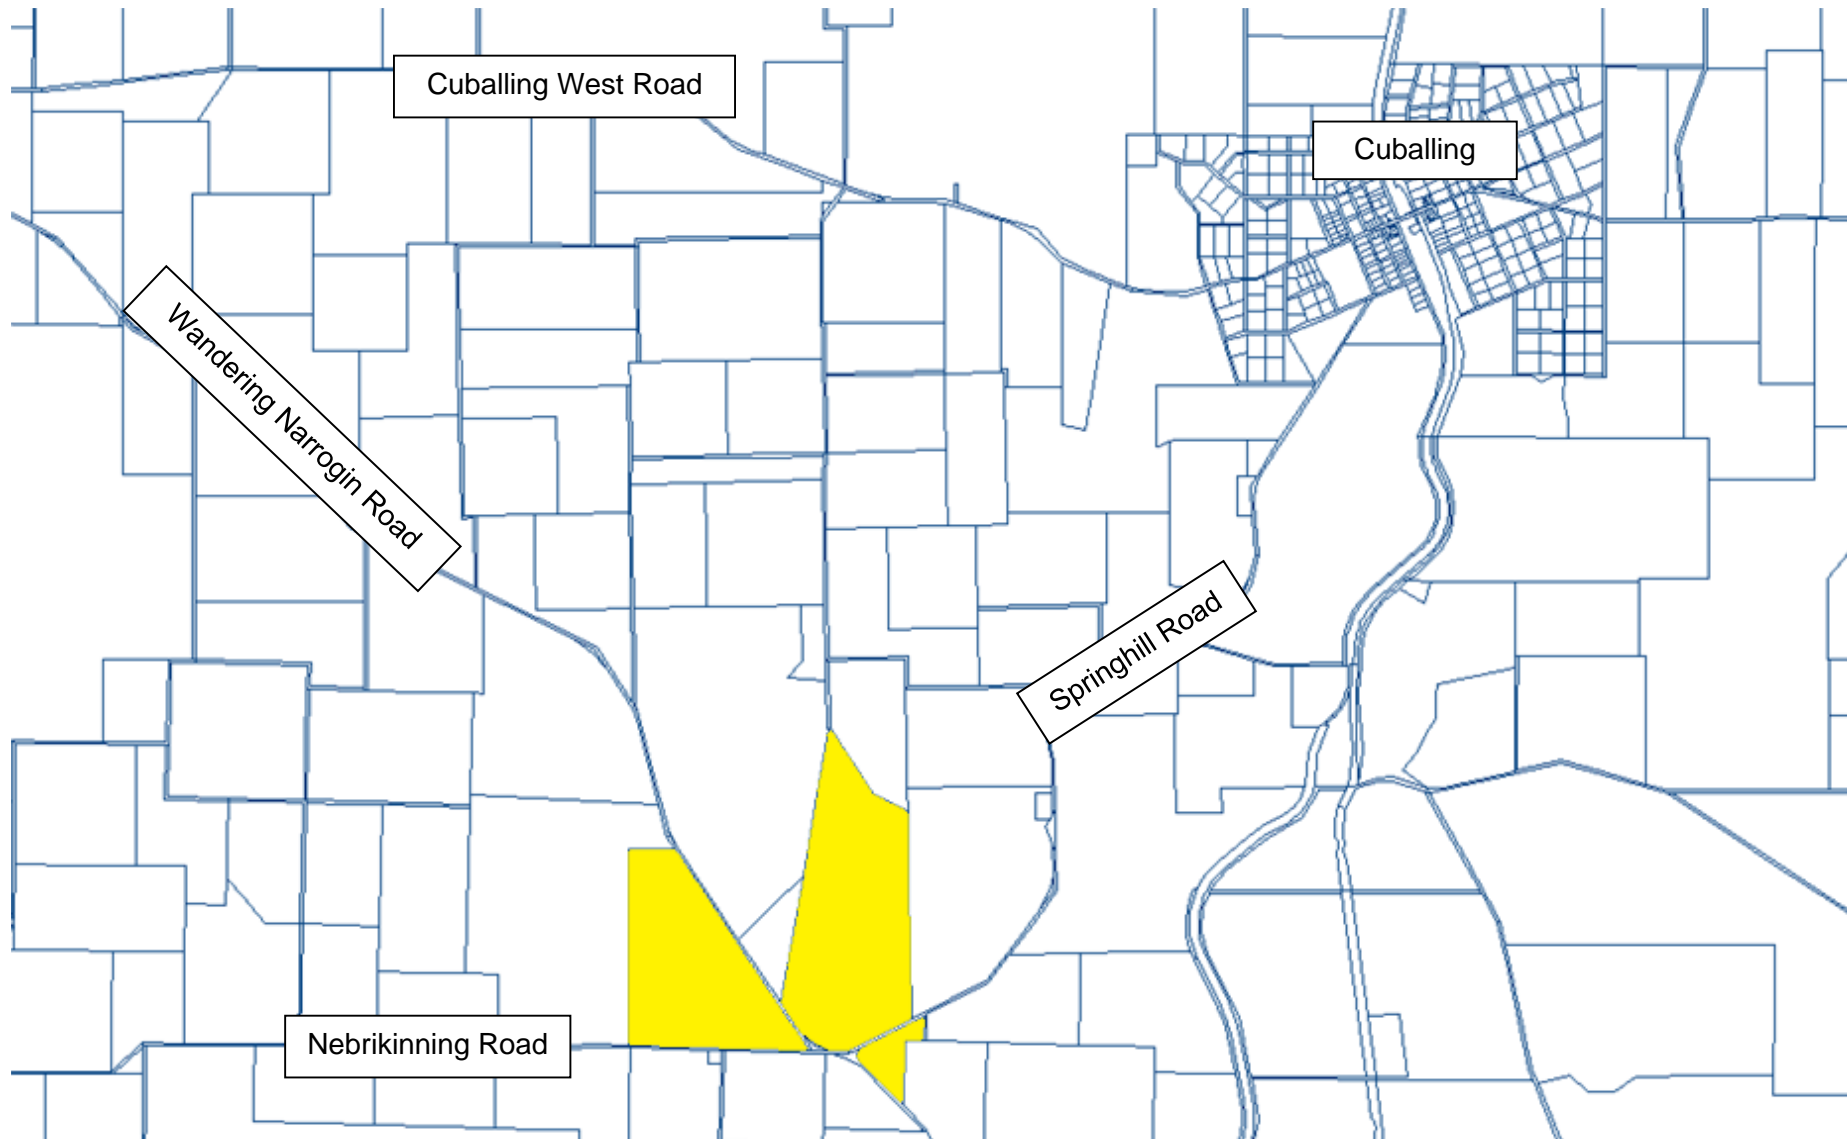 Cuballing West Road
Cuballing
Wandering Narrogin Road
Springhill Road
Nebrikinning Road